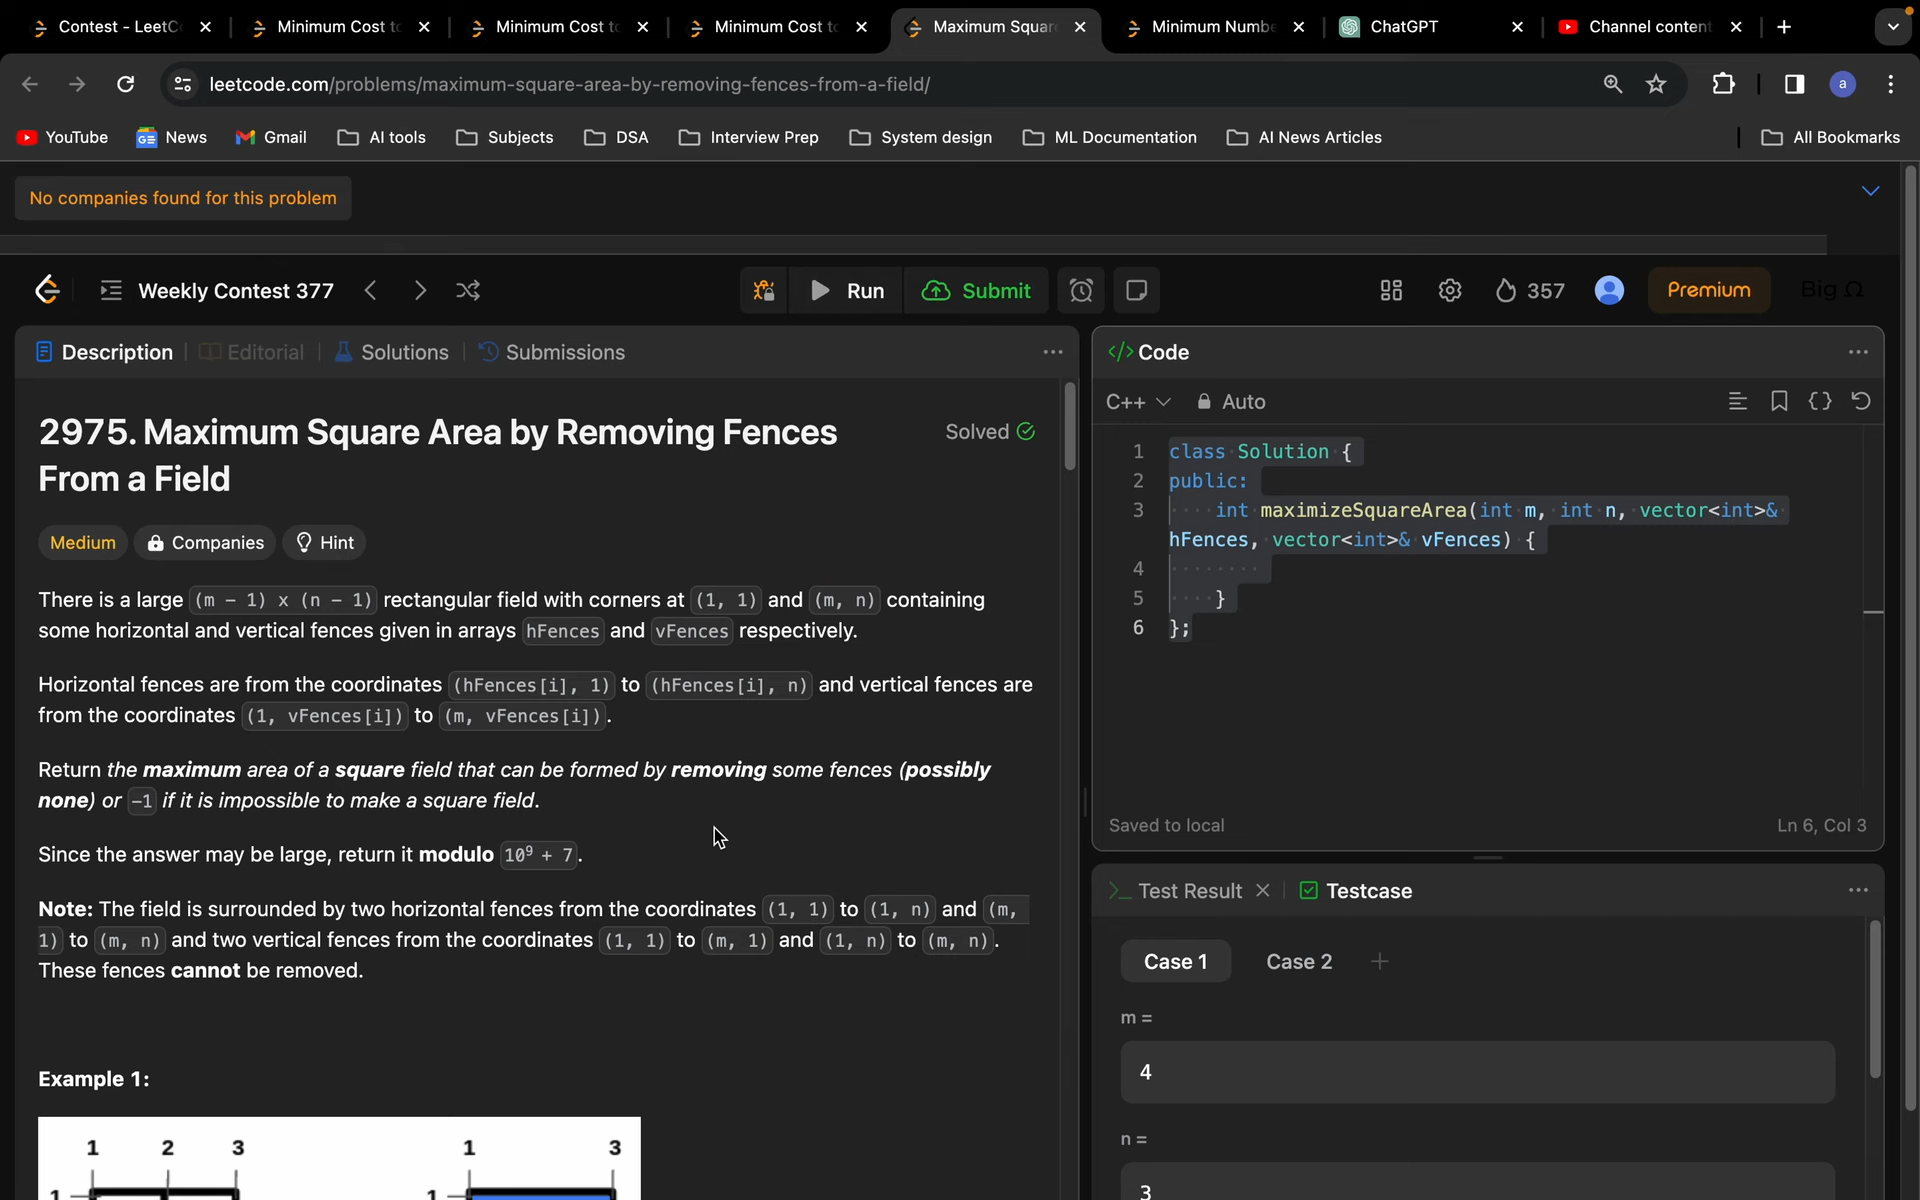 Contest - LeetC
Minimum Cost to
Minimum Cost to
Minimum Cost to
Maximum Squar
Minimum Numbe
ChatGPT
Channel content
leetcode.com/problems/maximum-square-area-by-removing-fences-from-a-field/
a
YouTube
News
Gmail
AI tools
Subjects
DSA
Interview Prep
System design
ML Documentation
AI News Articles
All Bookmarks
No companies found for this problem
Weekly Contest 377
Run
Submit
357
Premium
Big Ω
Description
Editorial
Solutions
Submissions
</> Code
C++
Auto
2975. Maximum Square Area by Removing Fences
From a Field
Solved
Medium
Companies
Hint
There is a large (m - 1) x (n - 1) rectangular field with corners at (1, 1) and (m, n) containing
some horizontal and vertical fences given in arrays hFences and vFences respectively.
Horizontal fences are from the coordinates (hFences[i], 1) to (hFences[i], n) and vertical fences are
from the coordinates (1, vFences[i]) to (m, vFences[i]).
Return the maximum area of a square field that can be formed by removing some fences (possibly
none) or -1 if it is impossible to make a square field.
Since the answer may be large, return it modulo 10⁹ + 7.
Note: The field is surrounded by two horizontal fences from the coordinates (1, 1) to (1, n) and (m,
1) to (m, n) and two vertical fences from the coordinates (1, 1) to (m, 1) and (1, n) to (m, n).
These fences cannot be removed.
Example 1:
1 2 3
1 3
1
1
1 class Solution {
2 public:
3 int maximizeSquareArea(int m, int n, vector<int>&
hFences, vector<int>& vFences) {
4
5 }
6 };
Saved to local
Ln 6, Col 3
Test Result
Testcase
Case 1
Case 2
m =
4
n =
3